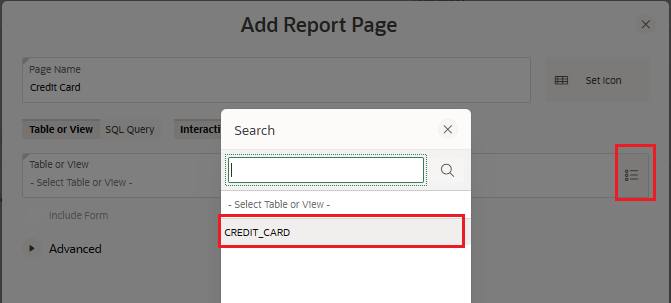 Add Report Page
Page Name
Credit Card
Set Icon
Table or View
SQL Query
Interacti
Table or View
- Select Table or View -
Include Form
Advanced
Search
- Select Table or View -
CREDIT_CARD